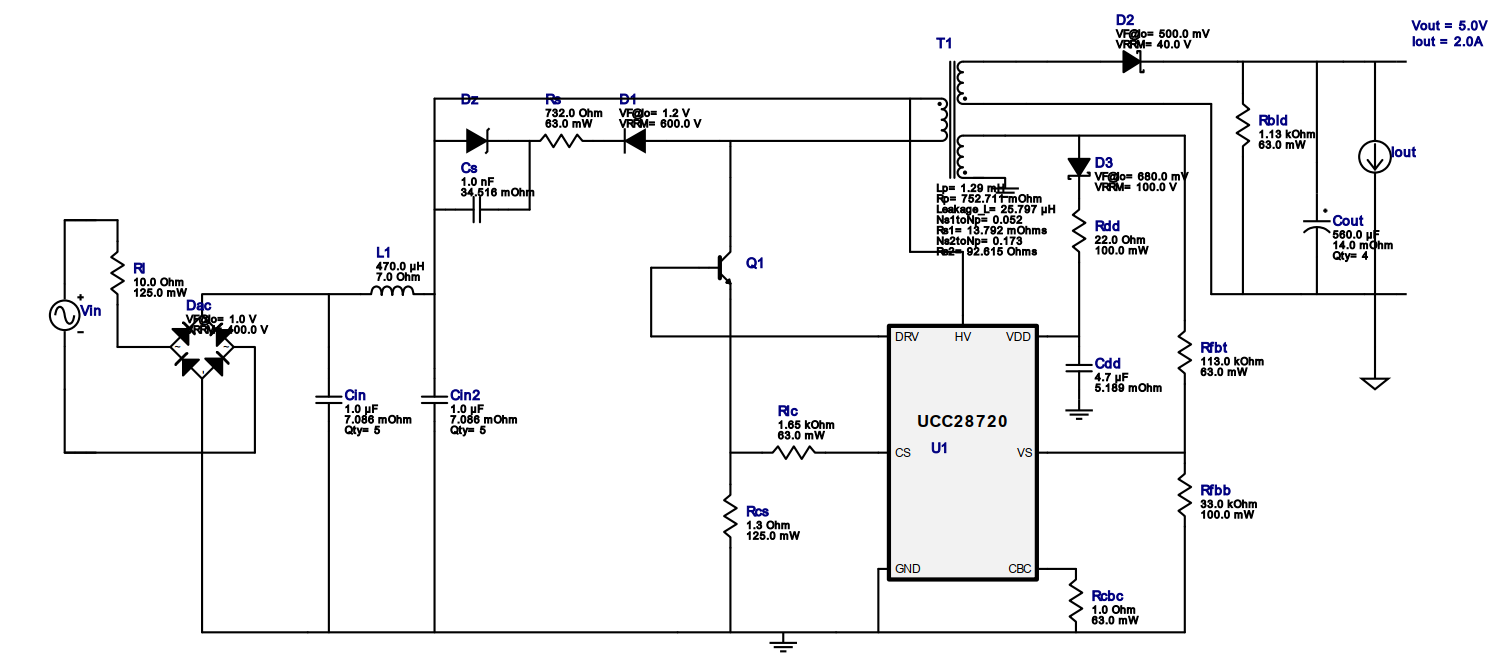 Vout = 5.0V
Iout = 2.0A
D2
VF@Io= 500.0 mV
VRRM= 40.0 V
T1
Dz
Rs
732.0 Ohm
63.0 mW
D1
VF@Io= 1.2 V
VRRM= 600.0 V
Rbld
1.13 kOhm
63.0 mW
Iout
Cs
1.0 nF
34.516 mOhm
D3
VF@Io= 680.0 mV
VRRM= 100.0 V
Lp= 1.29 mH
Rp= 752.711 mOhm
Leakage_L= 25.797 µH
Ns1toNp= 0.052
Rs1= 13.792 mOhms
Ns2toNp= 0.173
Rs2= 92.615 Ohms
Rdd
22.0 Ohm
100.0 mW
Cout
560.0 µF
14.0 mOhm
Qty= 4
L1
470.0 µH
7.0 Ohm
RI
10.0 Ohm
125.0 mW
Q1
Vin
+
-
Dac
VF@Io= 1.0 V
VRRM= 400.0 V
~
~
DRV
HV
VDD
Rfbt
113.0 kOhm
63.0 mW
Cdd
4.7 µF
5.189 mOhm
Cin
1.0 µF
7.086 mOhm
Qty= 5
Cin2
1.0 µF
7.086 mOhm
Qty= 5
Rlc
1.65 kOhm
63.0 mW
UCC28720
U1
CS
VS
Rfbb
33.0 kOhm
100.0 mW
Rcs
1.3 Ohm
125.0 mW
GND
CBC
Rcbc
1.0 Ohm
63.0 mW